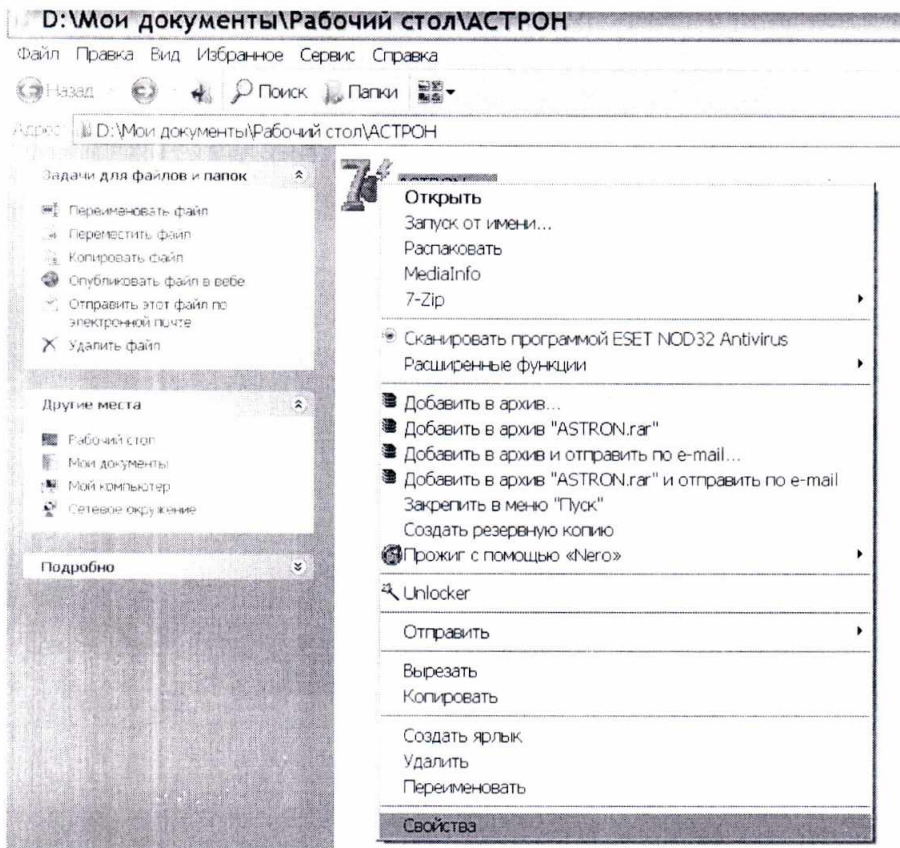 D:\Мои документы\Рабочий стол\АСТРОН
Файл Правка Вид Избранное Сервис Справка
Назад Поиск Папки
Адрес: D:\Мои документы\Рабочий стол\АСТРОН
Задачи для файлов и папок
Переименовать файл
Переместить файл
Копировать файл
Опубликовать файл в вебе
Отправить этот файл по
электронной почте
Удалить файл
Другие места
Рабочий стол
Мои документы
Мой компьютер
Сетевое окружение
Подробно
ASTRON
Открыть
Запуск от имени...
Распаковать
MediaInfo
7-Zip
Сканировать программой ESET NOD32 Antivirus
Расширенные функции
Добавить в архив...
Добавить в архив "ASTRON.rar"
Добавить в архив и отправить по e-mail...
Добавить в архив "ASTRON.rar" и отправить по e-mail
Закрепить в меню "Пуск"
Создать резервную копию
Прожиг с помощью «Nero»
Unlocker
Отправить
Вырезать
Копировать
Создать ярлык
Удалить
Переименовать
Свойства